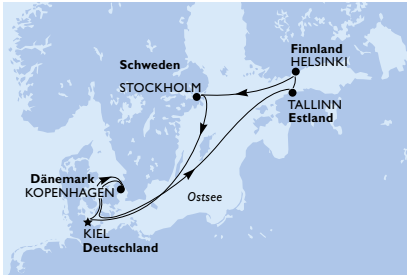 Finnland
HELSINKI
Schweden
STOCKHOLM
TALLINN
Estland
Dänemark
KOPENHAGEN
Ostsee
KIEL
Deutschland